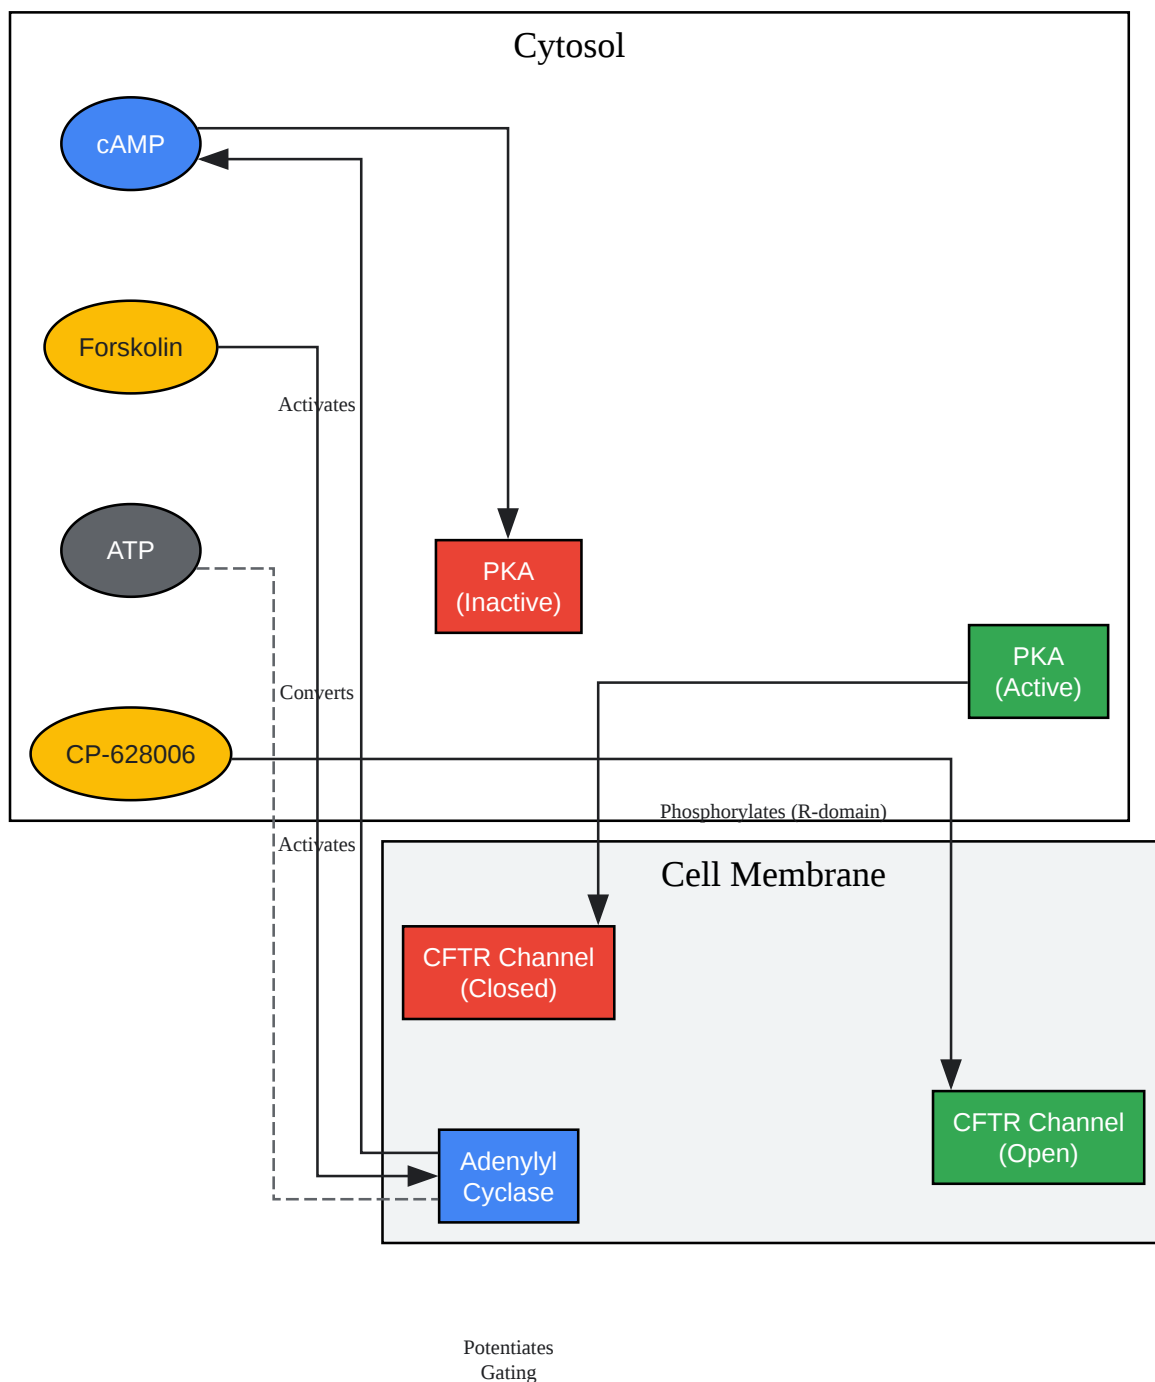 Cytosol
cAMP
Forskolin
Activates
ATP
PKA
(Inactive)
PKA
(Active)
Converts
CP-628006
Phosphorylates (R-domain)
Activates
Cell Membrane
CFTR Channel
(Closed)
CFTR Channel
(Open)
Adenylyl
Cyclase
Potentiates
Gating